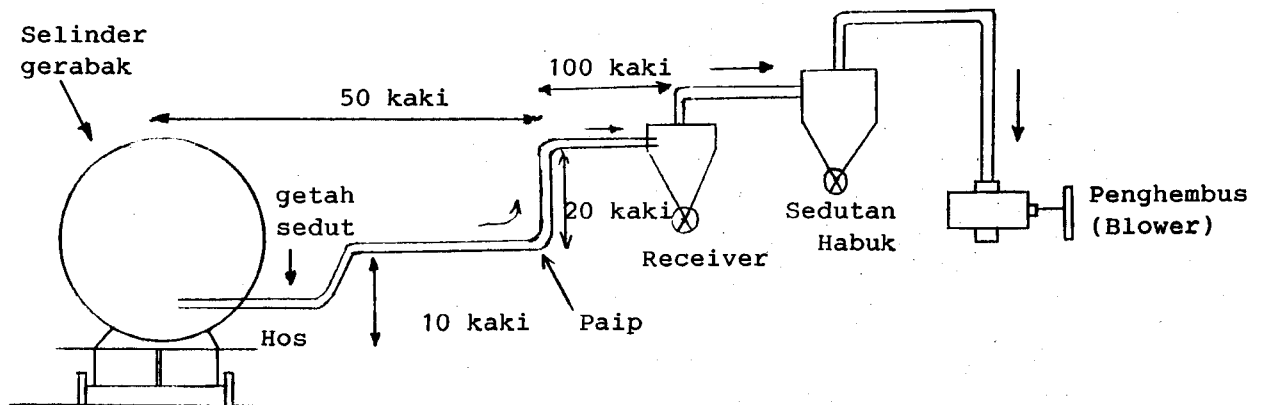 Selinder
gerabak
50 kaki
100 kaki
getah
sedut
20 kaki
Receiver
Sedutan
Habuk
Penghembus
(Blower)
Hos
10 kaki
Paip